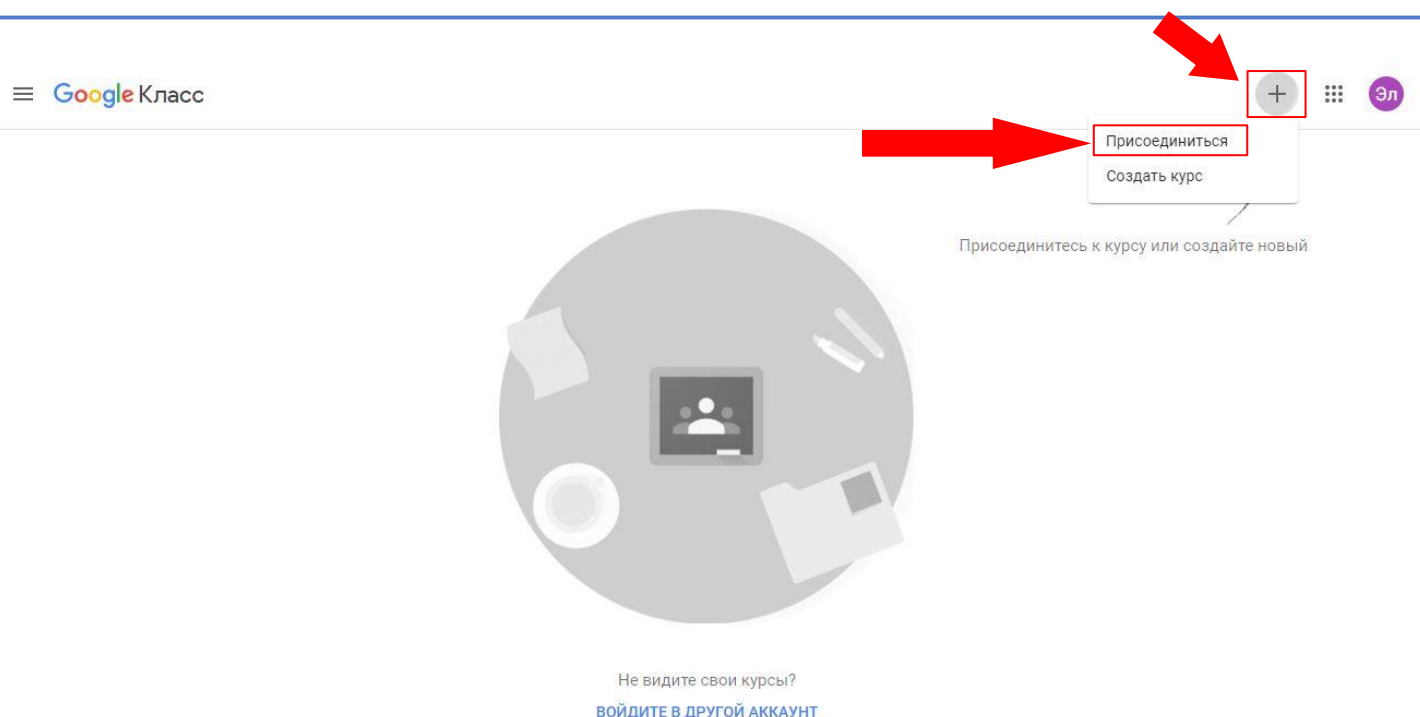 Google Класс
Эл
Присоединиться
Создать курс
Присоединитесь к курсу или создайте новый
Не видите свои курсы?
ВОЙДИТЕ В ДРУГОЙ АККАУНТ